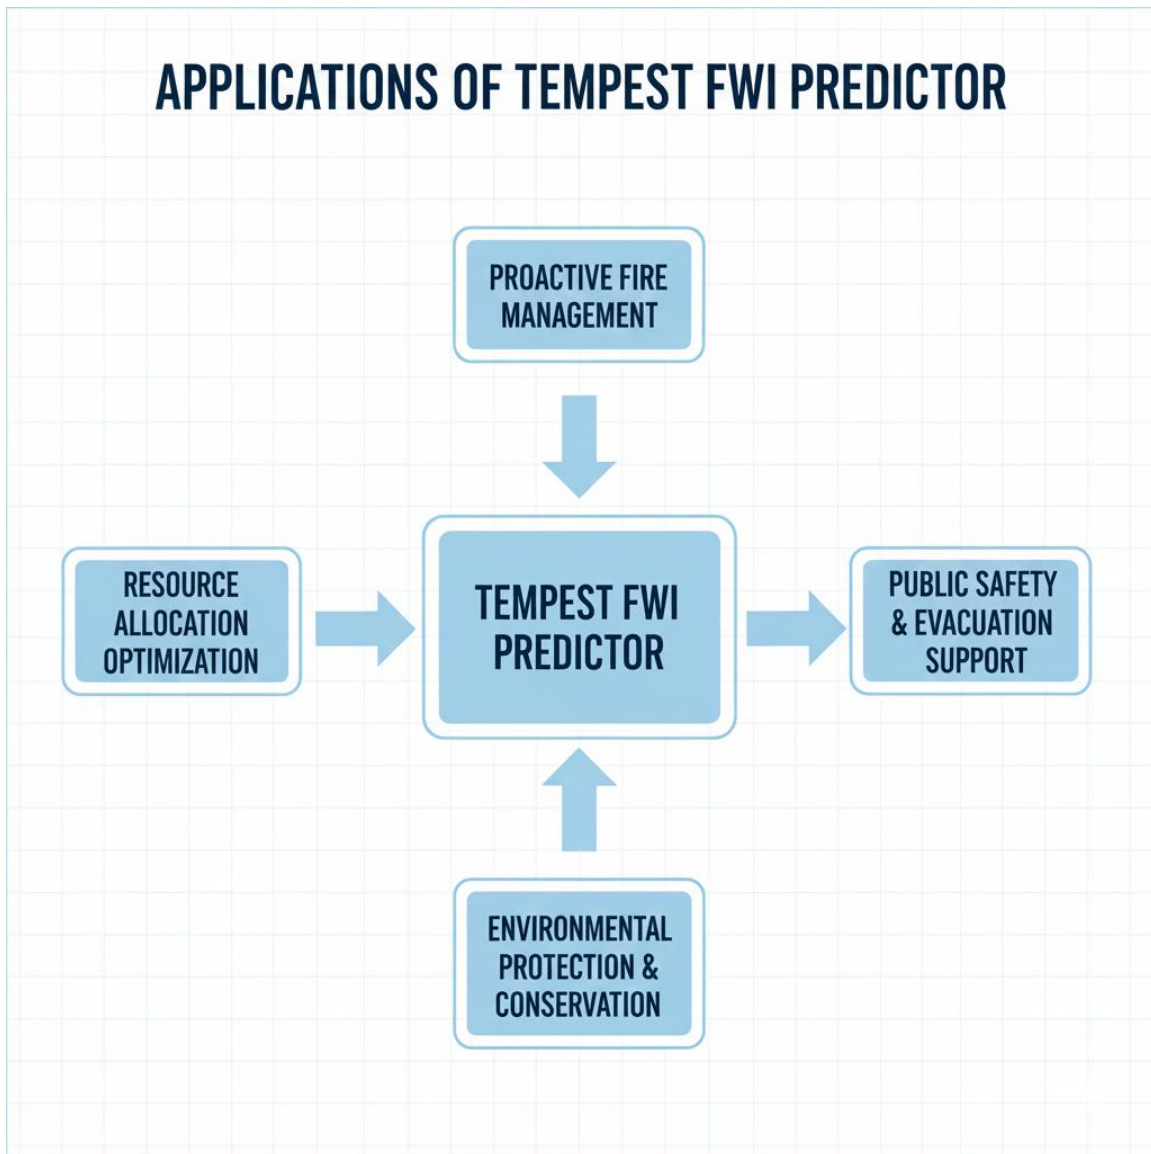 APPLICATIONS OF TEMPEST FWI PREDICTOR
PROACTIVE FIRE
MANAGEMENT
RESOURCE
ALLOCATION
OPTIMIZATION
TEMPEST FWI
PREDICTOR
PUBLIC SAFETY
& EVACUATION
SUPPORT
ENVIRONMENTAL
PROTECTION &
CONSERVATION